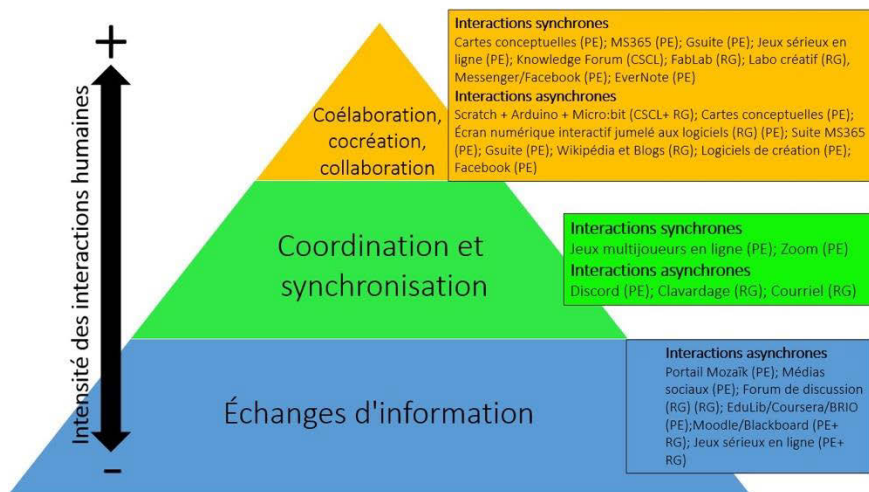 +
Intensité des interactions humaines
-
Coélaboration,
cocréation,
collaboration
Interactions synchrones
Cartes conceptuelles (PE); MS365 (PE); Gsuite (PE); Jeux sérieux en
ligne (PE); Knowledge Forum (CSCL); FabLab (RG); Labo créatif (RG),
Messenger/Facebook (PE); EverNote (PE)
Interactions asynchrones
Scratch + Arduino + Micro:bit (CSCL+ RG); Cartes conceptuelles (PE);
Écran numérique interactif jumelé aux logiciels (RG) (PE); Suite MS365
(PE); Gsuite (PE); Wikipédia et Blogs (RG); Logiciels de création (PE);
Facebook (PE)
Coordination et
synchronisation
Interactions synchrones
Jeux multijoueurs en ligne (PE); Zoom (PE)
Interactions asynchrones
Discord (PE); Clavardage (RG); Courriel (RG)
Échanges d'information
Interactions asynchrones
Portail Mozaïk (PE); Médias
sociaux (PE); Forum de discussion
(RG) (RG); EduLib/Coursera/BRIO
(PE);Moodle/Blackboard (PE+
RG); Jeux sérieux en ligne (PE+
RG)